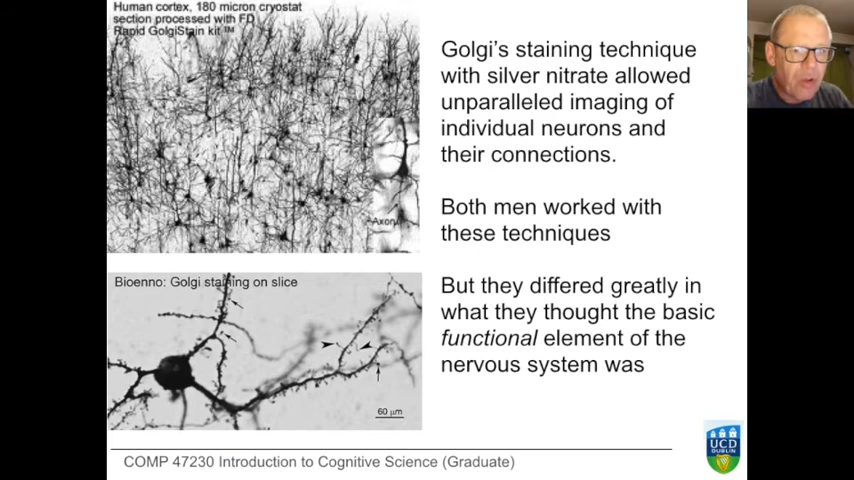 Human cortex, 180 micron cryostat
section processed with FD
Rapid GolgiStain kit ™
Axon
Bioenno: Golgi staining on slice
60 µm
Golgi's staining technique
with silver nitrate allowed
unparalleled imaging of
individual neurons and
their connections.
Both men worked with
these techniques
But they differed greatly in
what they thought the basic
functional element of the
nervous system was
COMP 47230 Introduction to Cognitive Science (Graduate)
UCD
DUBLIN